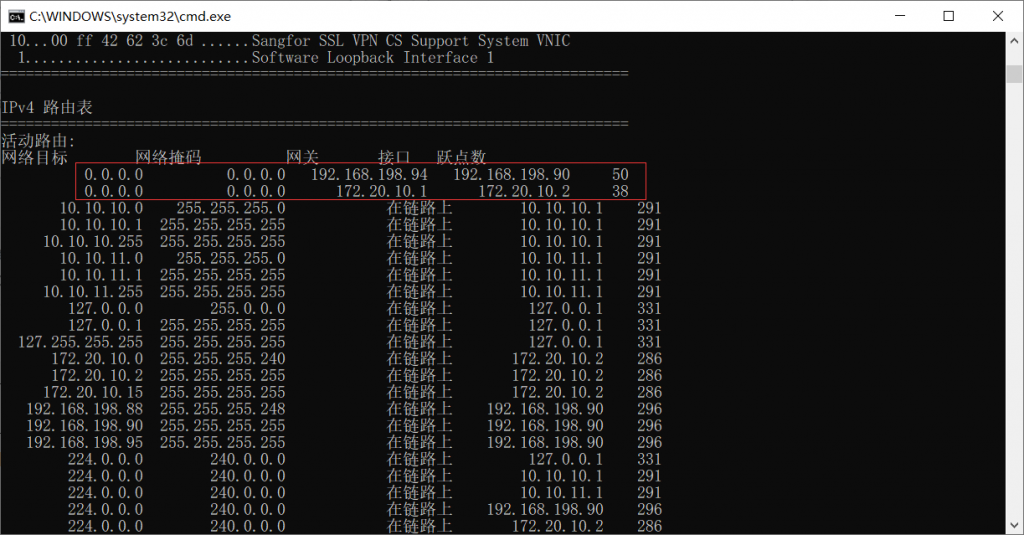 C:\WINDOWS\system32\cmd.exe
10...00 ff 42 62 3c 6d ......Sangfor SSL VPN CS Support System VNIC
1...........................Software Loopback Interface 1
===========================================================================
IPv4 路由表
===========================================================================
活动路由:
网络目标 网络掩码 网关 接口 跃点数
0.0.0.0 0.0.0.0 192.168.198.94 192.168.198.90 50
0.0.0.0 0.0.0.0 172.20.10.1 172.20.10.2 38
10.10.10.0 255.255.255.0 在链路上 10.10.10.1 291
10.10.10.1 255.255.255.255 在链路上 10.10.10.1 291
10.10.10.255 255.255.255.255 在链路上 10.10.10.1 291
10.10.11.0 255.255.255.0 在链路上 10.10.11.1 291
10.10.11.1 255.255.255.255 在链路上 10.10.11.1 291
10.10.11.255 255.255.255.255 在链路上 10.10.11.1 291
127.0.0.0 255.0.0.0 在链路上 127.0.0.1 331
127.0.0.1 255.255.255.255 在链路上 127.0.0.1 331
127.255.255.255 255.255.255.255 在链路上 127.0.0.1 331
172.20.10.0 255.255.255.240 在链路上 172.20.10.2 286
172.20.10.2 255.255.255.255 在链路上 172.20.10.2 286
172.20.10.15 255.255.255.255 在链路上 172.20.10.2 286
192.168.198.88 255.255.255.248 在链路上 192.168.198.90 296
192.168.198.90 255.255.255.255 在链路上 192.168.198.90 296
192.168.198.95 255.255.255.255 在链路上 192.168.198.90 296
224.0.0.0 240.0.0.0 在链路上 127.0.0.1 331
224.0.0.0 240.0.0.0 在链路上 10.10.10.1 291
224.0.0.0 240.0.0.0 在链路上 10.10.11.1 291
224.0.0.0 240.0.0.0 在链路上 192.168.198.90 296
224.0.0.0 240.0.0.0 在链路上 172.20.10.2 286